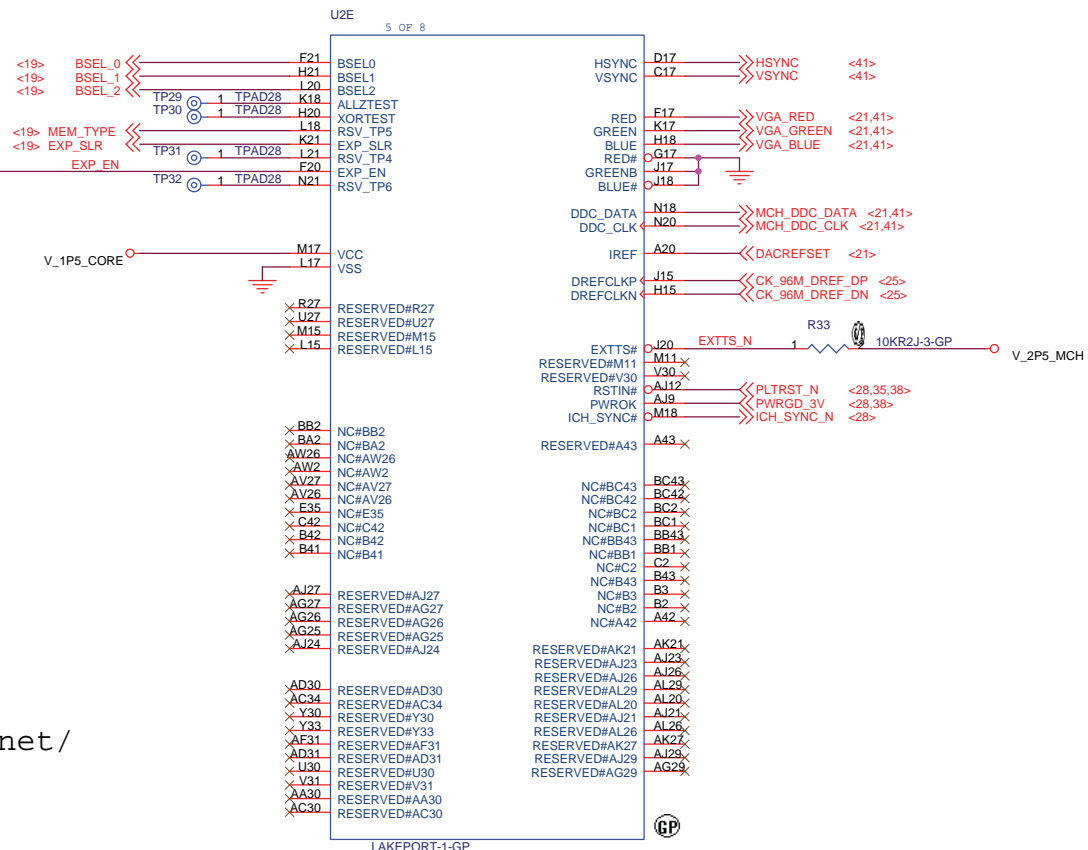 U2E
5 OF 8
<19> BSEL_0 F21 BSEL0
<19> BSEL_1 H21 BSEL1
<19> BSEL_2 L20 BSEL2
TP29 1 TPAD28 K18 ALLZTEST
TP30 1 TPAD28 H20 XORTEST
<19> MEM_TYPE L18 RSV_TP5
<19> EXP_SLR K21 EXP_SLR
TP31 1 TPAD28 L21 RSV_TP4
EXP_EN F20 EXP_EN
TP32 1 TPAD28 N21 RSV_TP6
V_1P5_CORE M17 VCC
L17 VSS
R27 RESERVED#R27
U27 RESERVED#U27
M15 RESERVED#M15
L15 RESERVED#L15
BB2 NC#BB2
BA2 NC#BA2
AW26 NC#AW26
AW2 NC#AW2
AV27 NC#AV27
AV26 NC#AV26
E35 NC#E35
C42 NC#C42
B42 NC#B42
B41 NC#B41
AJ27 RESERVED#AJ27
AG27 RESERVED#AG27
AG26 RESERVED#AG26
AG25 RESERVED#AG25
AJ24 RESERVED#AJ24
AD30 RESERVED#AD30
AC34 RESERVED#AC34
Y30 RESERVED#Y30
Y33 RESERVED#Y33
AF31 RESERVED#AF31
AD31 RESERVED#AD31
U30 RESERVED#U30
V31 RESERVED#V31
AA30 RESERVED#AA30
AC30 RESERVED#AC30
net/
HSYNC D17 HSYNC <41>
VSYNC C17 VSYNC <41>
RED F17 VGA_RED <21,41>
GREEN K17 VGA_GREEN <21,41>
BLUE H18 VGA_BLUE <21,41>
RED# G17
GREENB J17
BLUE# J18
DDC_DATA N18 MCH_DDC_DATA <21,41>
DDC_CLK N20 MCH_DDC_CLK <21,41>
IREF A20 DACREFSET <21>
DREFCLKP J15 CK_96M_DREF_DP <25>
DREFCLKN H15 CK_96M_DREF_DN <25>
EXTTS# J20 EXTTS_N 1 R33 2 10KR2J-3-GP V_2P5_MCH
RESERVED#M11 M11
RESERVED#V30 V30
RSTIN# AJ12 PLTRST_N <28,35,38>
PWROK AJ9 PWRGD_3V <28,38>
ICH_SYNC# M18 ICH_SYNC_N <28>
RESERVED#A43 A43
NC#BC43 BC43
NC#BC42 BC42
NC#BC2 BC2
NC#BC1 BC1
NC#BB43 BB43
NC#BB1 BB1
NC#C2 C2
NC#B43 B43
NC#B3 B3
NC#B2 B2
NC#A42 A42
RESERVED#AK21 AK21
RESERVED#AJ23 AJ23
RESERVED#AJ26 AJ26
RESERVED#AL29 AL29
RESERVED#AL20 AL20
RESERVED#AJ21 AJ21
RESERVED#AL26 AL26
RESERVED#AK27 AK27
RESERVED#AJ29 AJ29
RESERVED#AG29 AG29
GP
LAKEPORT-1-GP